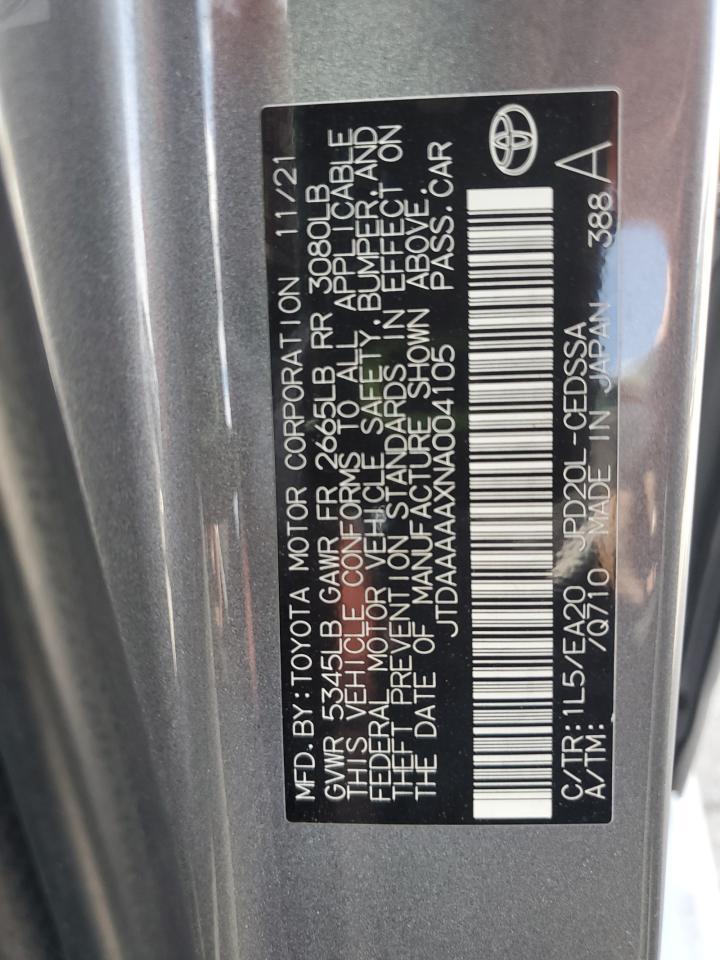 MFD. BY: TOYOTA MOTOR CORPORATION 11/21
GVWR 5345LB GAWR FR 2665LB RR 3080LB
THIS VEHICLE CONFORMS TO ALL APPLICABLE
FEDERAL MOTOR VEHICLE SAFETY, BUMPER, AND
THEFT PREVENTION STANDARDS IN EFFECT ON
THE DATE OF MANUFACTURE SHOWN ABOVE.
JTDAAAAAXNA004105 PASS. CAR
C/TR: 1L5/EA20 JPD20L-CEDSSA
A/TM: /Q710 MADE IN JAPAN 388 A